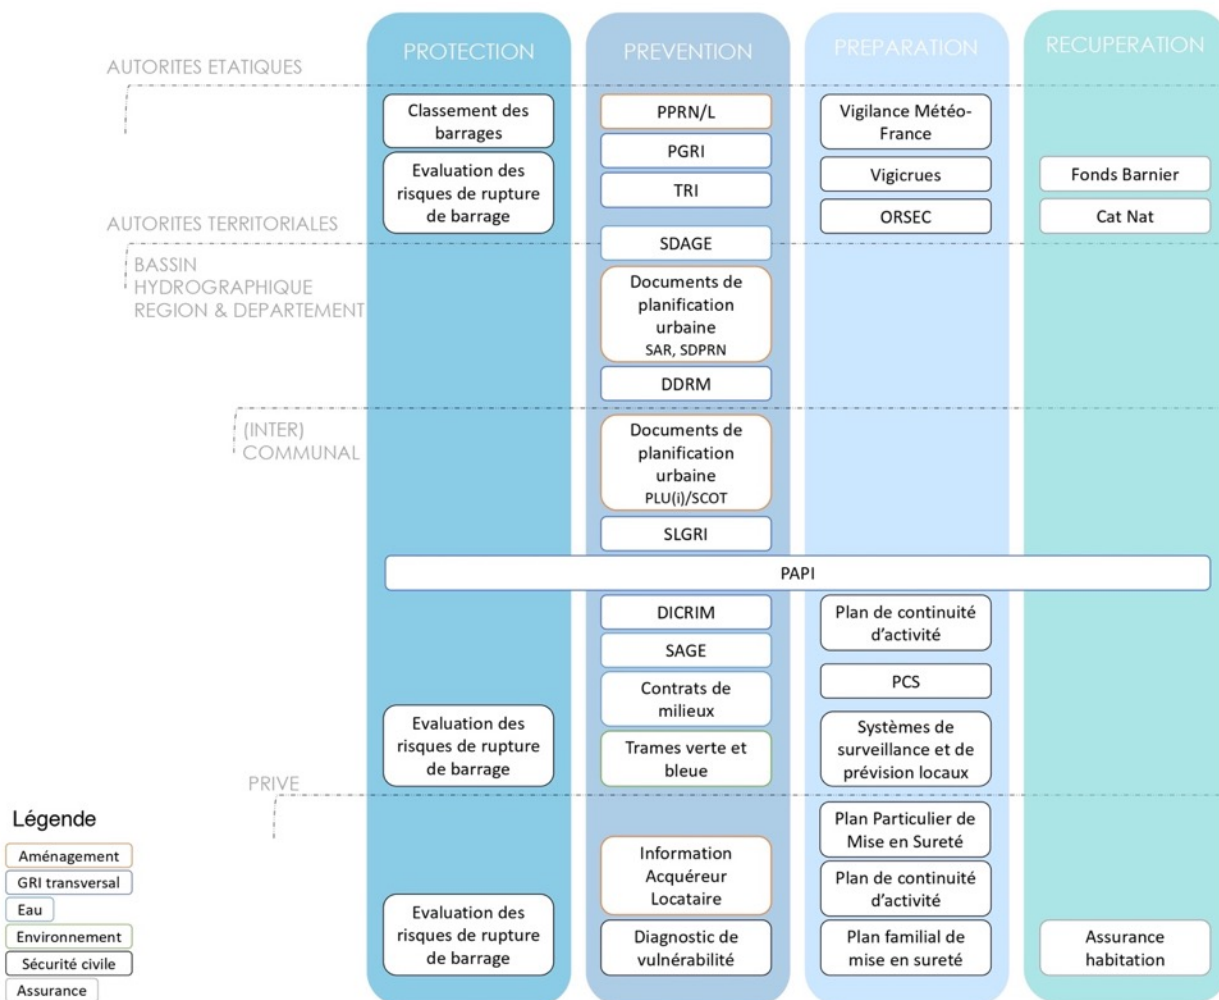 PROTECTION
PREVENTION
PREPARATION
RECUPERATION
AUTORITES ETATIQUES
Classement des
barrages
Evaluation des
risques de rupture
de barrage
PPRN/L
PGRI
TRI
Vigilance Météo-
France
Vigicrues
ORSEC
Fonds Barnier
Cat Nat
AUTORITES TERRITORIALES
SDAGE
BASSIN
HYDROGRAPHIQUE
REGION & DEPARTEMENT
Documents de
planification
urbaine
SAR, SDPRN
DDRM
(INTER)
COMMUNAL
Documents de
planification
urbaine
PLU(i)/SCOT
SLGRI
PAPI
DICRIM
SAGE
Contrats de
milieux
Trames verte et
bleue
Evaluation des
risques de rupture
de barrage
Plan de continuité
d'activité
PCS
Systèmes de
surveillance et de
prévision locaux
PRIVE
Evaluation des
risques de rupture
de barrage
Information
Acquéreur
Locataire
Diagnostic de
vulnérabilité
Plan Particulier de
Mise en Sureté
Plan de continuité
d'activité
Plan familial de
mise en sureté
Assurance
habitation
Légende
Aménagement
GRI transversal
Eau
Environnement
Sécurité civile
Assurance